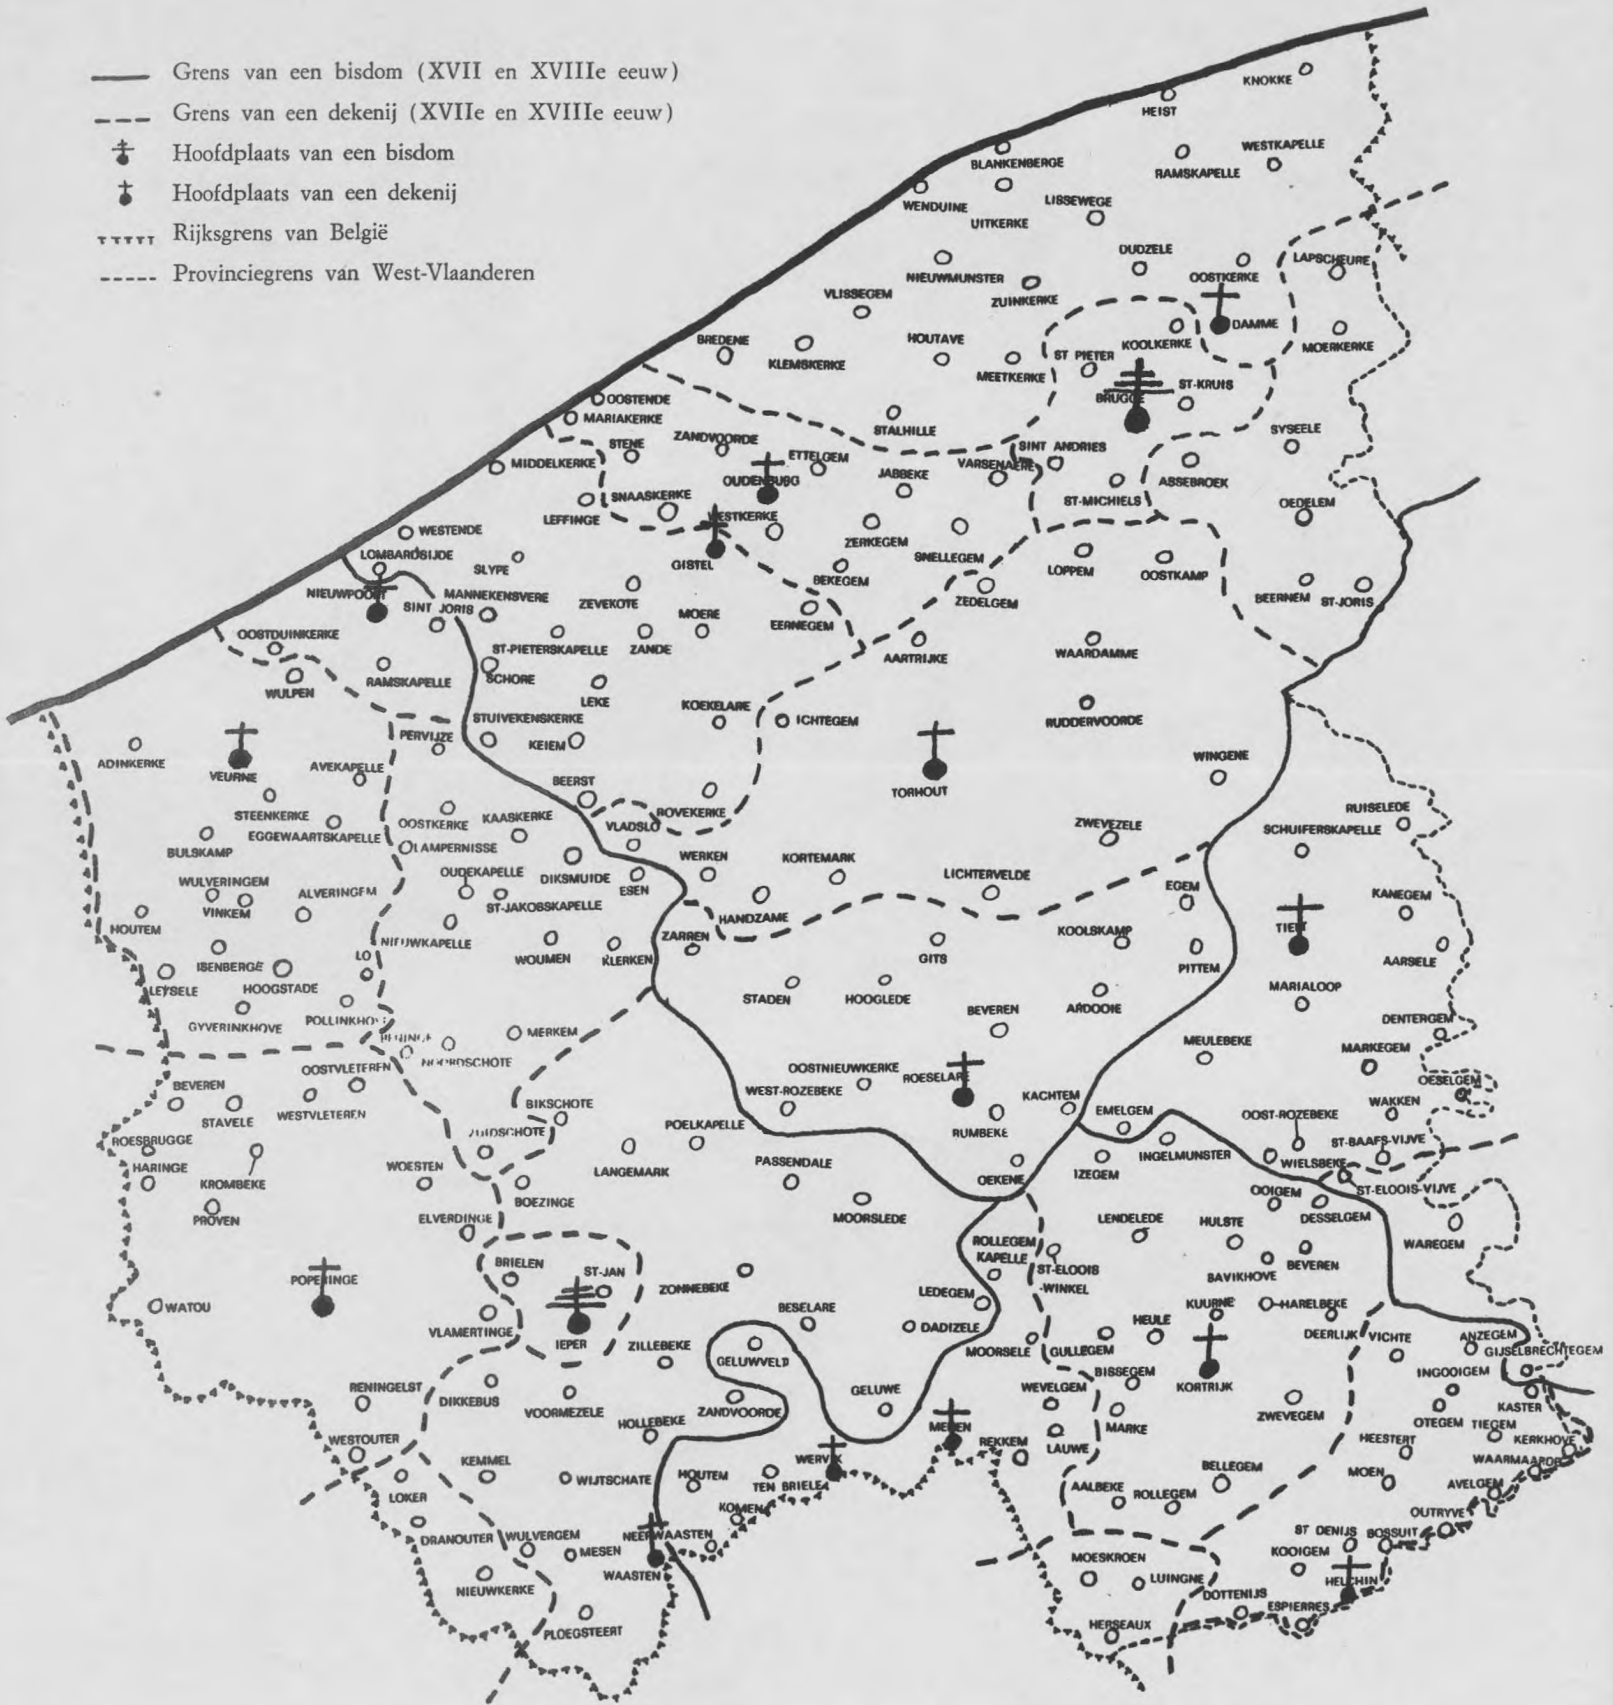 Grens van een bisdom (XVII en XVIIIe eeuw)
Grens van een dekenij (XVIIe en XVIIIe eeuw)
Hoofdplaats van een bisdom
Hoofdplaats van een dekenij
Rijksgrens van België
Provinciegrens van West-Vlaanderen
KNOKKE
HEIST
BLANKENBERGE
RAMSKAPELLE
WESTKAPELLE
WENDUINE
UITKERKE
LISSEWEGE
NIEUWMUNSTER
ZUINKERKE
DUDZELE
OOSTKERKE
LAPSCHEURE
VLISSEGEM
BREDENE
KLEMSKERKE
HOUTAVE
MEETKERKE
ST PIETER
KOOLKERKE
DAMME
MOERKERKE
BRUGGE
ST-KRUIS
OOSTENDE
MARIAKERKE
STALHILLE
STENE
ZANDVOORDE
ETTELGEM
SINT ANDRIES
SYSEELE
MIDDELKERKE
OUDENBURG
JABBEKE
VARSENAERE
ST-MICHIELS
ASSEBROEK
LEFFINGE
SNAASKERKE
WESTKERKE
OEDELEM
WESTENDE
LOMBARDSIJDE
SLYPE
GISTEL
ZERKEGEM
SNELLEGEM
LOPPEM
OOSTKAMP
NIEUWPOORT
SINT JORIS
MANNEKENSVERE
ZEVEKOTE
MOERE
BEKEGEM
EERNEGEM
ZEDELGEM
BEERNEM
ST-JORIS
OOSTDUINKERKE
WULPEN
RAMSKAPELLE
ST-PIETERSKAPELLE
ZANDE
SCHORE
AARTRIJKE
WAARDAMME
LEKE
KOEKELARE
ICHTEGEM
RUDDERVOORDE
STUIVEKENSKERKE
PERVIJZE
KEIEM
ADINKERKE
VEURNE
AVEKAPELLE
BEERST
TORHOUT
WINGENE
STEENKERKE
EGGEWAARTSKAPELLE
OOSTKERKE
KAASKERKE
BOVEKERKE
VLADSLO
ZWEVEZELE
RUISELEDE
SCHUIFERSKAPELLE
BULSKAMP
LAMPERNISSE
OUDEKAPELLE
DIKSMUIDE
ESEN
WERKEN
KORTEMARK
LICHTERVELDE
EGEM
KANEGEM
WULVERINGEM
VINKEM
ALVERINGEM
ST-JAKOBSKAPELLE
HANDZAME
HOUTEM
NIEUWKAPELLE
WOUMEN
KLERKEN
ZARREN
GITS
KOOLSKAMP
PITTEM
TIELT
AARSELE
ISENBERGE
LO
LEYSELE
HOOGSTADE
STADEN
HOOGLEDE
BEVEREN
ARDOOIE
MARIALOOP
GYVERINKHOVE
POLLINKHOVE
MERKEM
NOORDSCHOTE
DENTERGEM
MEULEBEKE
MARKEGEM
OOSTVLETEREN
BEVEREN
STAVELE
WESTVLETEREN
OOSTNIEUWKERKE
WEST-ROZEBEKE
ROESELARE
KACHTEM
EMELGEM
OOST-ROZEBEKE
WAKKEN
OESELGEM
BIKSCHOTE
ZUIDSCHOTE
POELKAPELLE
RUMBEKE
ST-BAAFS-VIJVE
ROESBRUGGE
HARINGE
KROMBEKE
WOESTEN
LANGEMARK
PASSENDALE
OEKENE
IZEGEM
INGELMUNSTER
WIELSBEKE
ST-ELOOIS-VIJVE
PROVEN
BOEZINGE
ELVERDINGE
MOORSLEDE
LENDELEDE
HULSTE
OOIGEM
DESSELGEM
WAREGEM
BRIELEN
ST-JAN
ROLLEGEM
KAPELLE
ST-ELOOIS
-WINKEL
BAVIKHOVE
BEVEREN
POPERINGE
ZONNEBEKE
LEDEGEM
WATOU
VLAMERTINGE
IEPER
BESELARE
DADIZELE
HEULE
KUURNE
HARELBEKE
DEERLIJK
VICHTE
ANZEGEM
ZILLEBEKE
GELUWVELD
MOORSELE
GULLEGEM
BISSEGEM
GIJSELBRECHTEGEM
RENINGELST
DIKKEBUS
VOORMEZELE
HOLLEBEKE
ZANDVOORDE
GELUWE
WEVELGEM
KORTRIJK
INGOOIGEM
KASTER
MENEN
MARKE
ZWEVEGEM
OTEGEM
TIEGEM
KERKHOVE
WESTOUTER
KEMMEL
WIJTSCHATE
HOUTEM
WERVIK
TEN BRIELE
REKKEM
LAUWE
HEESTERT
WAARMAARDE
LOKER
KOMEN
AALBEKE
ROLLEGEM
BELLEGEM
MOEN
AVELGEM
OUTRYVE
DRANOUTER
WULVERGEM
MESEN
NEERWAASTEN
WAASTEN
ST DENIJS
BOSSUIT
NIEUWKERKE
MOESKROEN
LUINGNE
KOOIGEM
HELCHIN
DOTTENIJS
ESPIERRES
PLOEGSTEERT
HERSEAUX